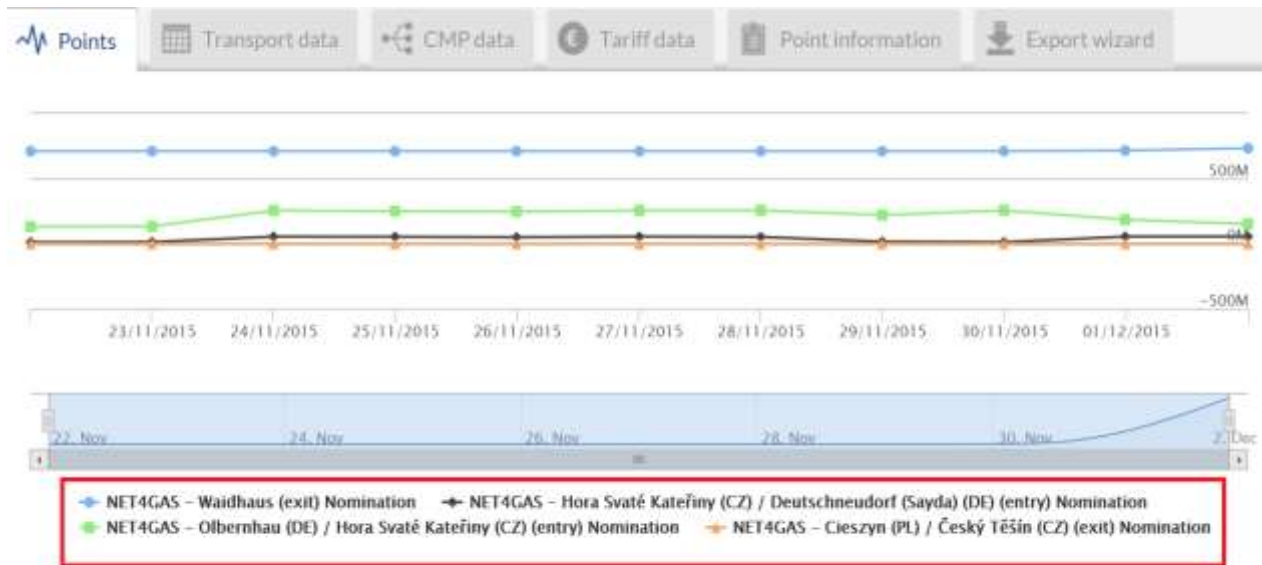 Points Transport data CMP data Tariff data Point information Export wizard
500M
0M
-500M
23/11/2015 24/11/2015 25/11/2015 26/11/2015 27/11/2015 28/11/2015 29/11/2015 30/11/2015 01/12/2015
22. Nov 24. Nov 26. Nov 28. Nov 30. Nov 2. Dec
NET4GAS - Waidhaus (exit) Nomination NET4GAS - Hora Svaté Kateřiny (CZ) / Deutschneudorf (Sayda) (DE) (entry) Nomination
NET4GAS - Olbernhau (DE) / Hora Svaté Kateřiny (CZ) (entry) Nomination NET4GAS - Cieszyn (PL) / Český Těšín (CZ) (exit) Nomination